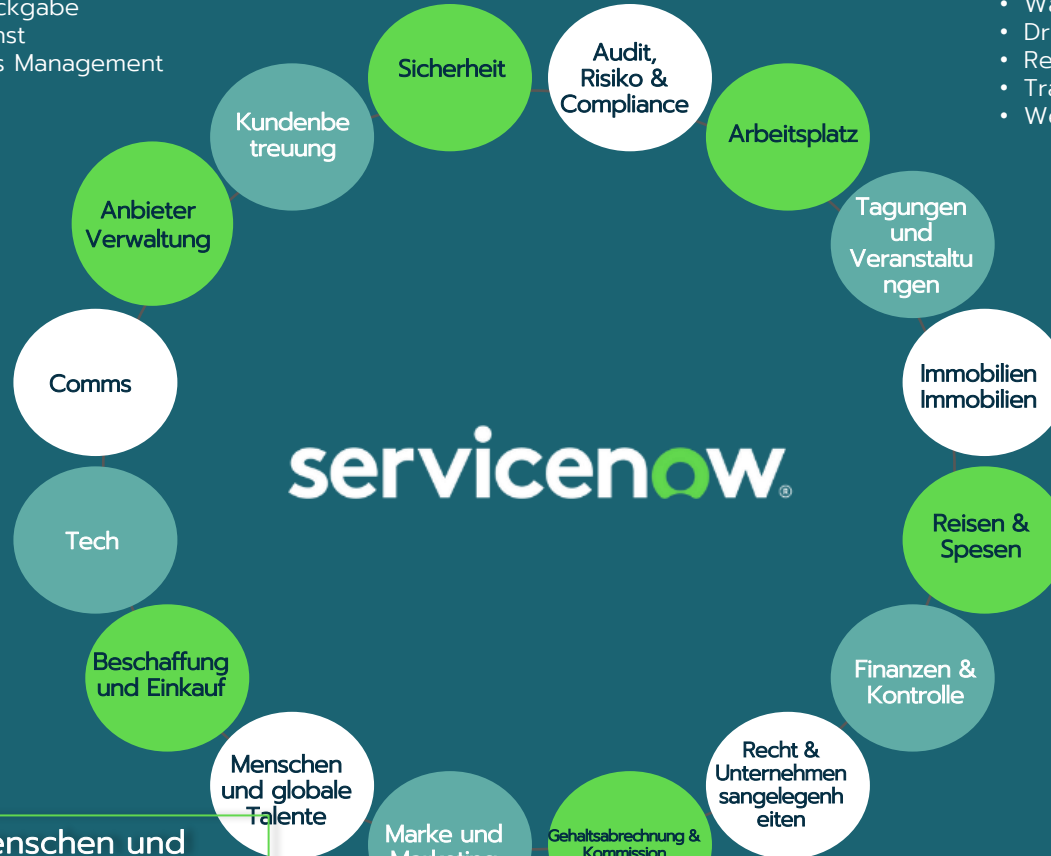 ckgabe
nst
s Management
Sicherheit
Audit,
Risiko &
Compliance
Kundenbe
treuung
Arbeitsplatz
Anbieter
Verwaltung
Tagungen
und
Veranstaltu
ngen
Comms
Immobilien
Immobilien
servicenow®
Tech
Reisen &
Spesen
Beschaffung
und Einkauf
Finanzen &
Kontrolle
Menschen
und globale
Talente
Recht &
Unternehmen
sangelegenh
eiten
Marke und
Marketing
Gehaltsabrechnung &
Kommission
enschen und